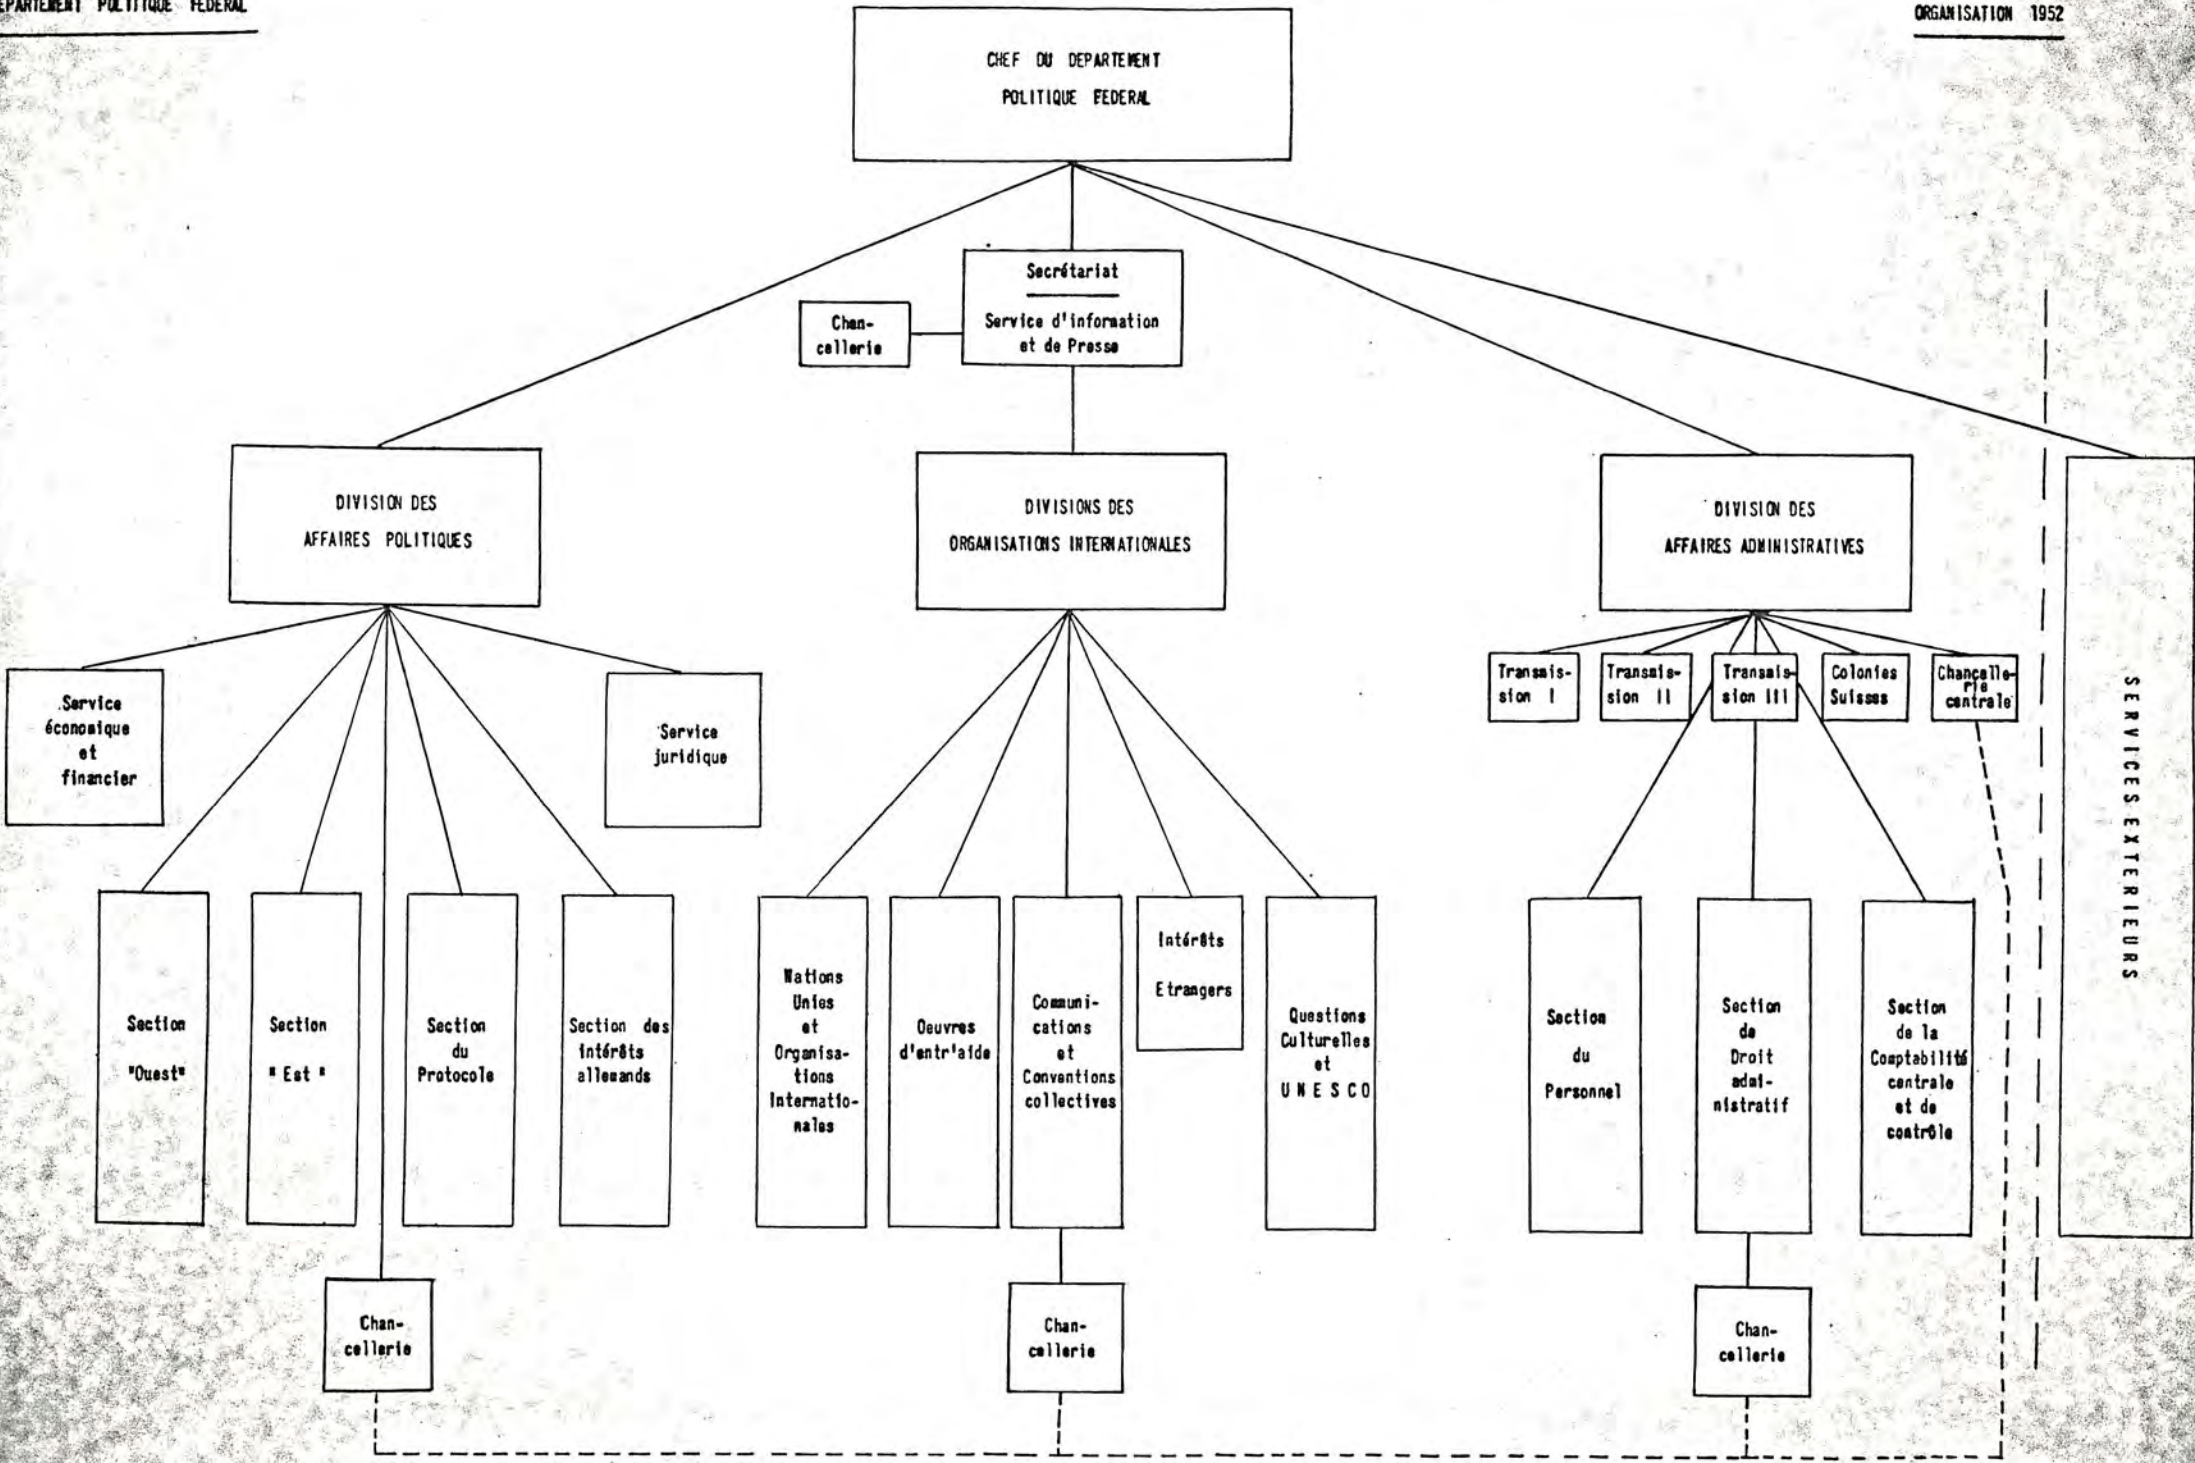 DEPARTEMENT POLITIQUE FEDERAL
ORGANISATION 1952
CHEF DU DEPARTEMENT
POLITIQUE FEDERAL
Secrétariat
Service d'information
et de Presse
Chan-
cellerie
DIVISION DES
AFFAIRES POLITIQUES
DIVISIONS DES
ORGANISATIONS INTERNATIONALES
DIVISION DES
AFFAIRES ADMINISTRATIVES
SERVICES EXTERIEURS
Service
économique
et
financier
Service
juridique
Transmis-
sion I
Transmis-
sion II
Transmis-
sion III
Colonies
Suisses
Chancelle-
rie
centrale
Section
"Ouest"
Section
"Est"
Section
du
Protocole
Section des
intérêts
allemands
Nations
Unies
et
Organisa-
tions
Internatio-
nales
Oeuvres
d'entr'aide
Communi-
cations
et
Conventions
collectives
Intérêts
Etrangers
Questions
Culturelles
et
UNESCO
Section
du
Personnel
Section
de
Droit
admi-
nistratif
Section
de la
Comptabilité
centrale
et de
contrôle
Chan-
cellerie
Chan-
cellerie
Chan-
cellerie